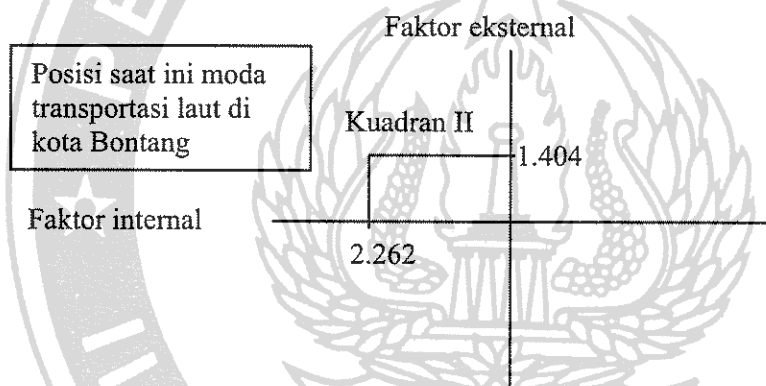 Faktor eksternal
Posisi saat ini moda
transportasi laut di
kota Bontang
Kuadran II
1.404
Faktor internal
2.262